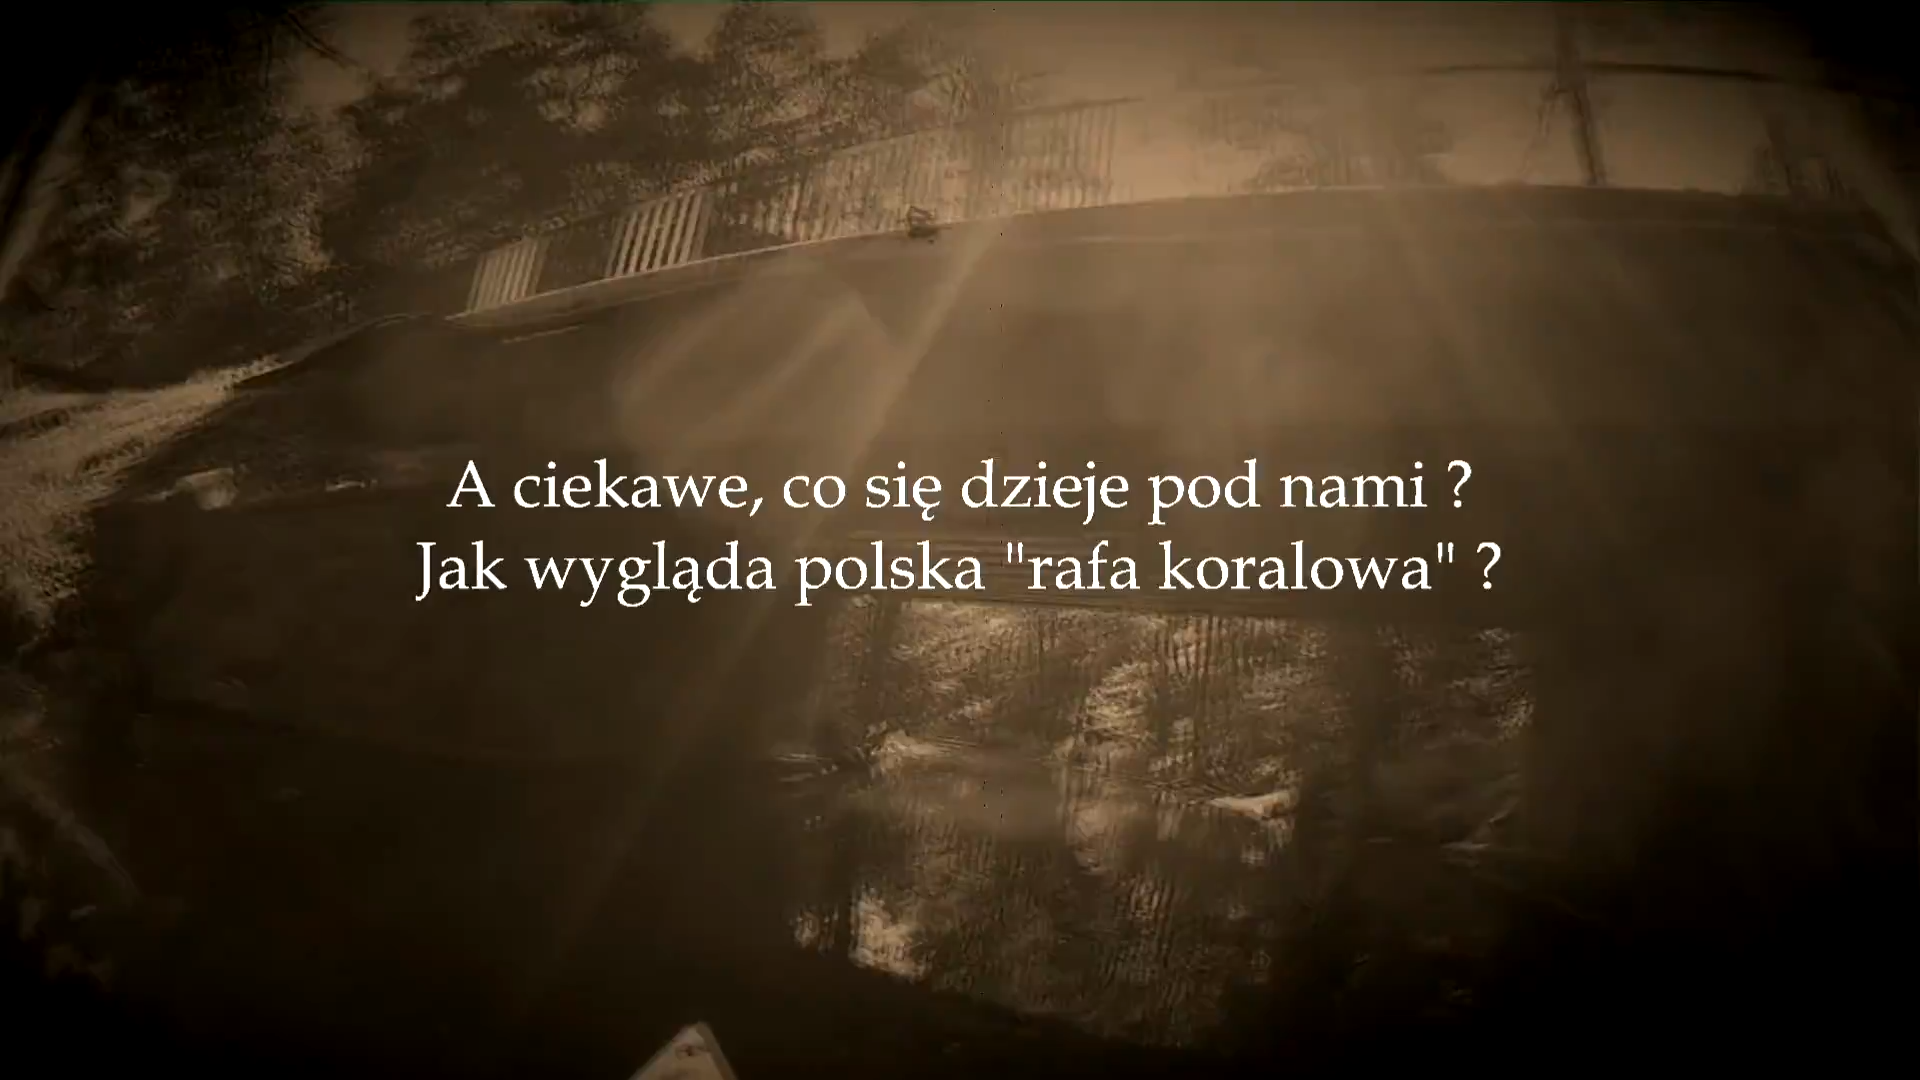 A ciekawe, co się dzieje pod nami ?
Jak wygląda polska "rafa koralowa" ?